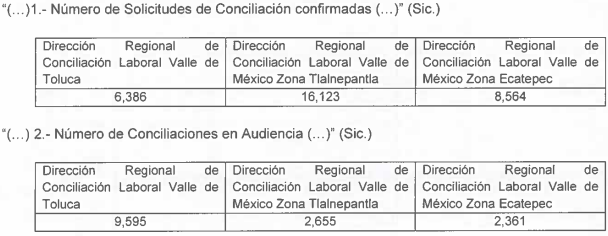 “(...)1.- Número de Solicitudes de Conciliación confirmadas (...)” (Sic.)
Dirección Regional de Conciliación Laboral Valle de Toluca
Dirección Regional de Conciliación Laboral Valle de México Zona Tlalnepantla
Dirección Regional de Conciliación Laboral Valle de México Zona Ecatepec
6,386 16,123 8,564
“(...) 2.- Número de Conciliaciones en Audiencia (...)” (Sic.)
Dirección Regional de Conciliación Laboral Valle de Toluca
Dirección Regional de Conciliación Laboral Valle de México Zona Tlalnepantla
Dirección Regional de Conciliación Laboral Valle de México Zona Ecatepec
9,595 2,655 2,361